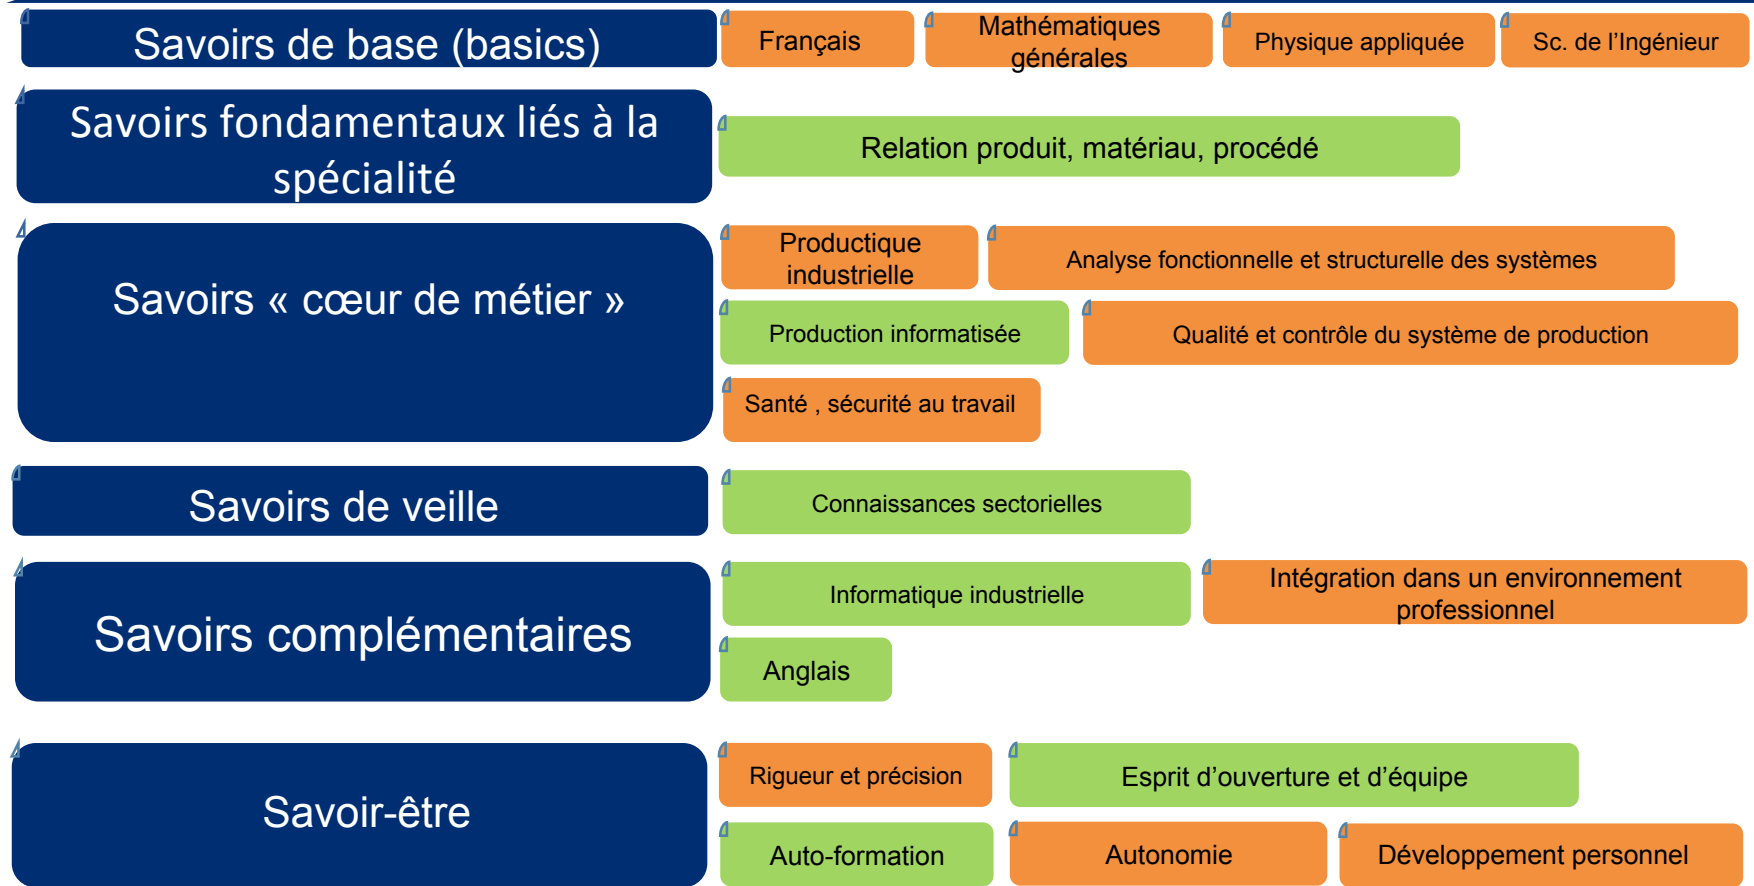 Savoirs de base (basics)
Français
Mathématiques
générales
Physique appliquée
Sc. de l’Ingénieur
Savoirs fondamentaux liés à la
spécialité
Relation produit, matériau, procédé
Savoirs « cœur de métier »
Productique
industrielle
Analyse fonctionnelle et structurelle des systèmes
Production informatisée
Qualité et contrôle du système de production
Santé , sécurité au travail
Savoirs de veille
Connaissances sectorielles
Savoirs complémentaires
Informatique industrielle
Intégration dans un environnement
professionnel
Anglais
Savoir-être
Rigueur et précision
Esprit d’ouverture et d’équipe
Auto-formation
Autonomie
Développement personnel